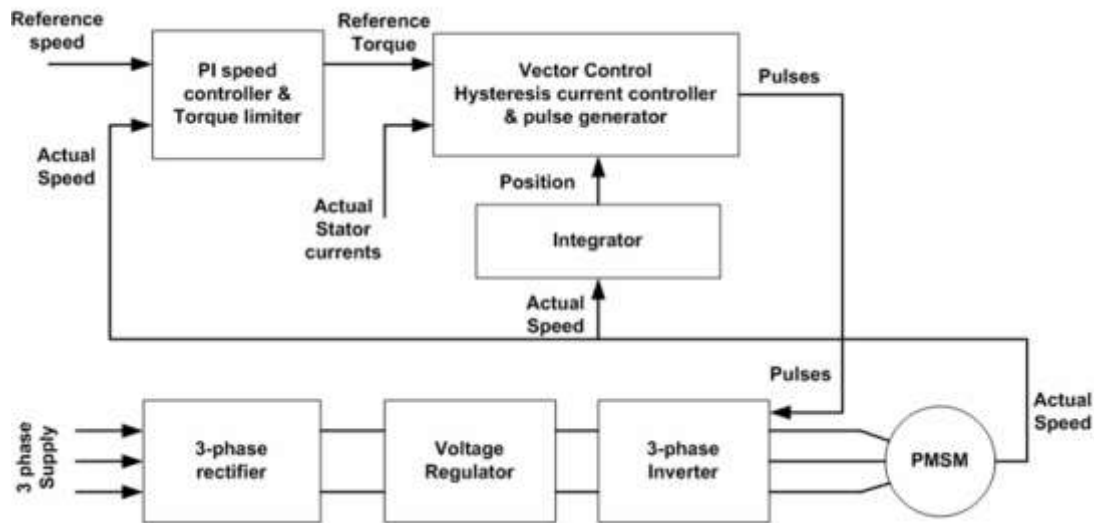 Reference
speed
Reference
Torque
PI speed
controller &
Torque limiter
Vector Control
Hysteresis current controller
& pulse generator
Pulses
Actual
Speed
Actual
Stator
currents
Position
Integrator
Actual
Speed
Pulses
Actual
Speed
3 phase
Supply
3-phase
rectifier
Voltage
Regulator
3-phase
Inverter
PMSM